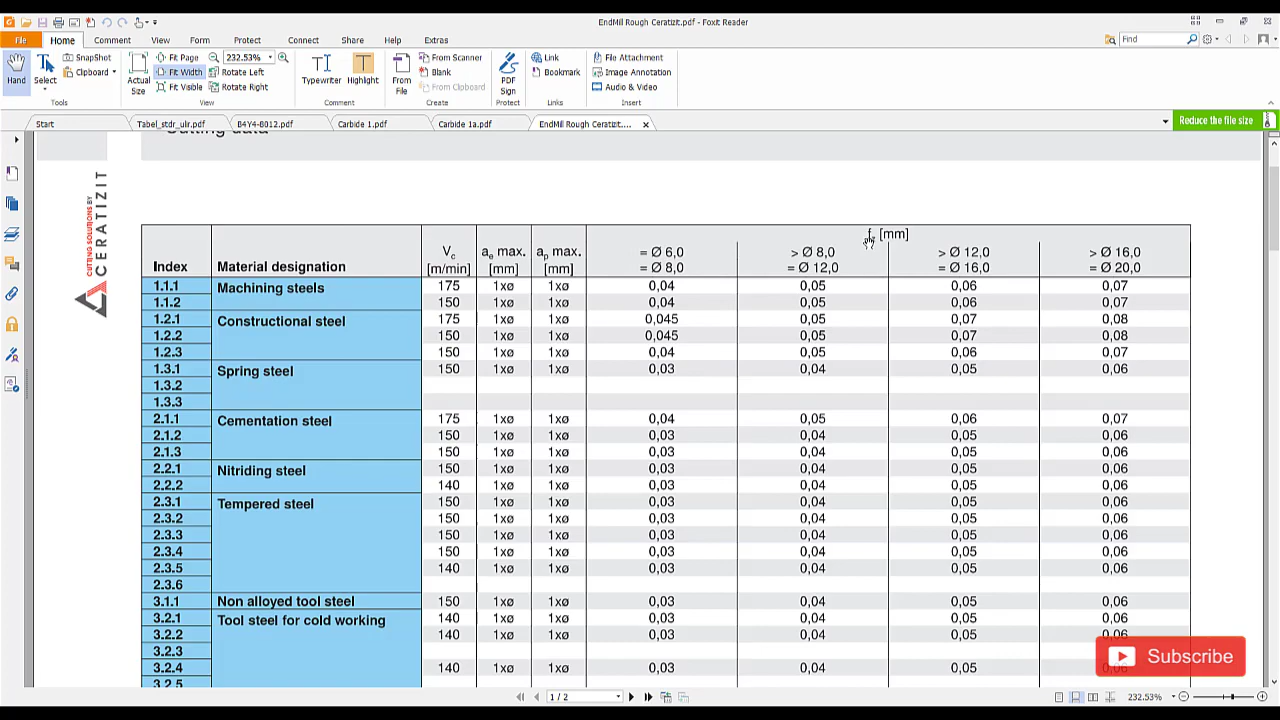 EndMill Rough Ceratizit.pdf - Foxit Reader
File Home Comment View Form Protect Connect Share Help Extras Find
Hand Select SnapShot Clipboard Actual Size Fit Page Fit Width Fit Visible 232.53% Rotate Left Rotate Right Typewriter Highlight From File From Scanner Blank From Clipboard PDF Sign Link Bookmark File Attachment Image Annotation Audio & Video
Tools View Comment Create Protect Links Insert
Start Tabel_stdr_ulir.pdf B4Y4-8012.pdf Carbide 1.pdf Carbide 1a.pdf EndMill Rough Ceratizit.... Reduce the file size
Cutting data
CUTTING SOLUTIONS BY
CERATIZIT
fz [mm]
Vc ae max. ap max. = Ø 6,0 > Ø 8,0 > Ø 12,0 > Ø 16,0
Index Material designation [m/min] [mm] [mm] = Ø 8,0 = Ø 12,0 = Ø 16,0 = Ø 20,0
1.1.1 Machining steels 175 1xø 1xø 0,04 0,05 0,06 0,07
1.1.2 150 1xø 1xø 0,04 0,05 0,06 0,07
1.2.1 Constructional steel 175 1xø 1xø 0,045 0,05 0,07 0,08
1.2.2 150 1xø 1xø 0,045 0,05 0,07 0,08
1.2.3 150 1xø 1xø 0,04 0,05 0,06 0,07
1.3.1 Spring steel 150 1xø 1xø 0,03 0,04 0,05 0,06
1.3.2
1.3.3
2.1.1 Cementation steel 175 1xø 1xø 0,04 0,05 0,06 0,07
2.1.2 150 1xø 1xø 0,03 0,04 0,05 0,06
2.1.3 150 1xø 1xø 0,03 0,04 0,05 0,06
2.2.1 Nitriding steel 150 1xø 1xø 0,03 0,04 0,05 0,06
2.2.2 140 1xø 1xø 0,03 0,04 0,05 0,06
2.3.1 Tempered steel 150 1xø 1xø 0,03 0,04 0,05 0,06
2.3.2 150 1xø 1xø 0,03 0,04 0,05 0,06
2.3.3 150 1xø 1xø 0,03 0,04 0,05 0,06
2.3.4 150 1xø 1xø 0,03 0,04 0,05 0,06
2.3.5 140 1xø 1xø 0,03 0,04 0,05 0,06
2.3.6
3.1.1 Non alloyed tool steel 150 1xø 1xø 0,03 0,04 0,05 0,06
3.2.1 Tool steel for cold working 140 1xø 1xø 0,03 0,04 0,05 0,06
3.2.2 140 1xø 1xø 0,03 0,04 0,05 0,06
3.2.3
3.2.4 140 1xø 1xø 0,03 0,04 0,05
3.2.5
Subscribe
1 / 2 232.53%